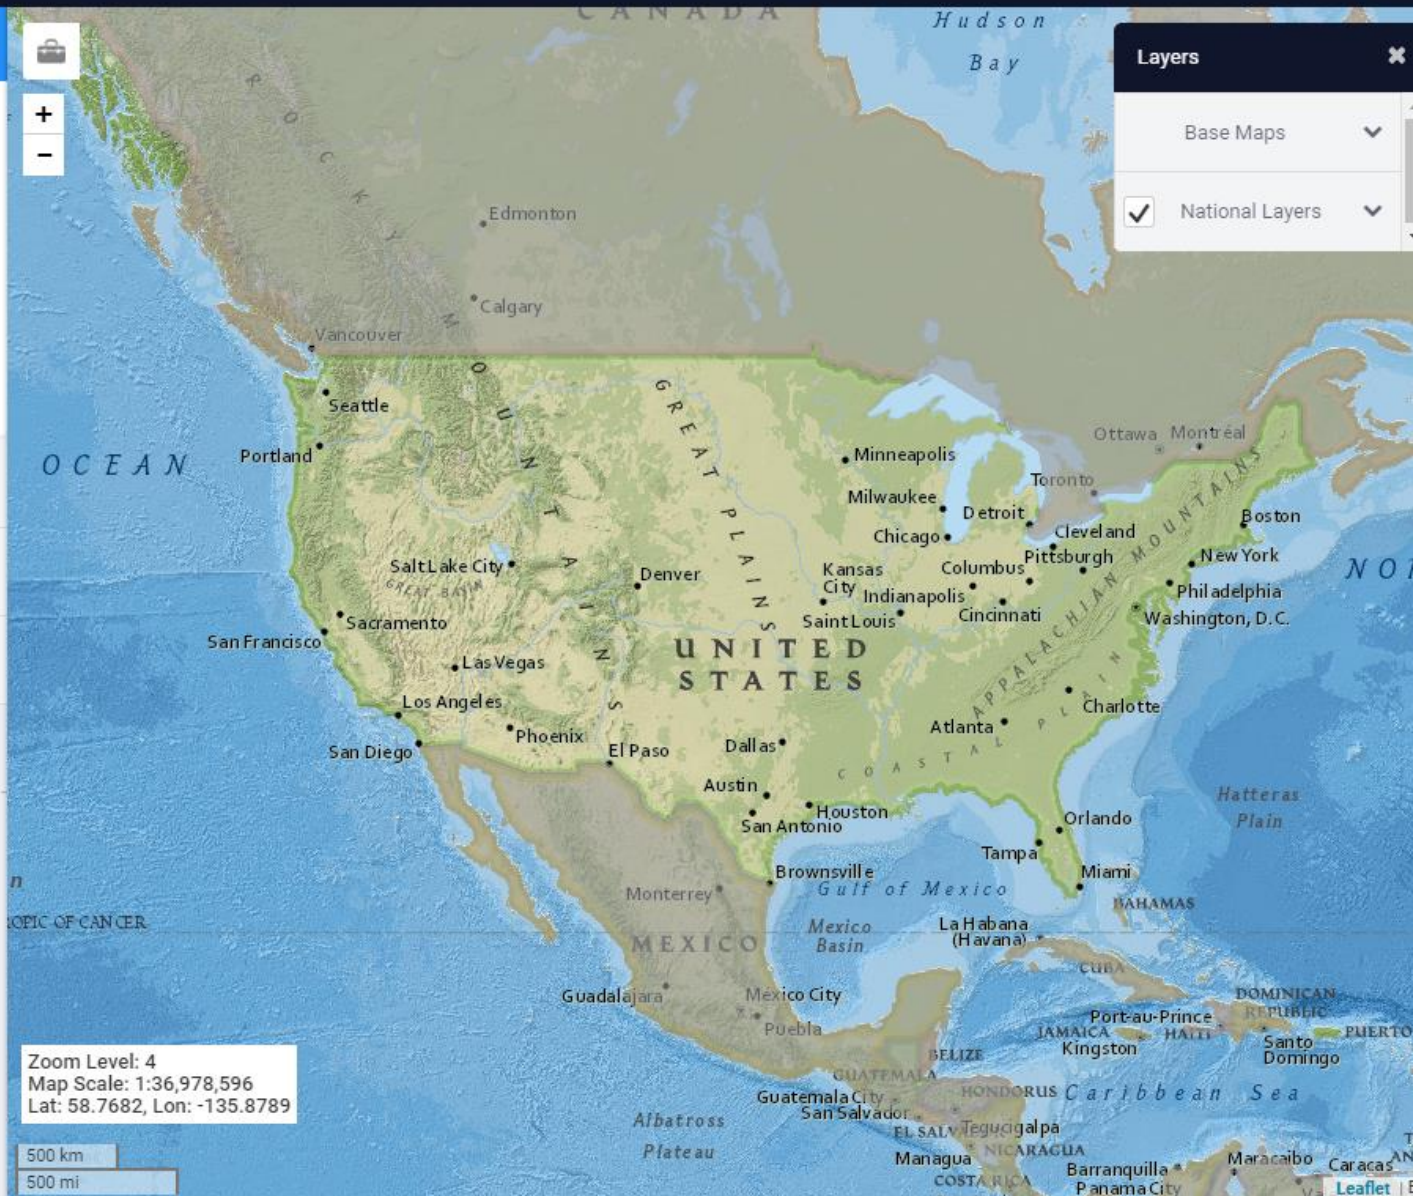 CANADA
Hudson
Bay
Layers
Base Maps
National Layers
+
−
ROCKY MOUNTAINS
Edmonton
Calgary
Vancouver
Seattle
Portland
OCEAN
GREAT PLAINS
Minneapolis
Milwaukee
Detroit
Chicago
Ottawa
Montréal
Toronto
Cleveland
Pittsburgh
Boston
New York
Philadelphia
Washington, D.C.
APPALACHIAN MOUNTAINS
Salt Lake City
GREAT BASIN
Denver
Kansas
City
Columbus
Indianapolis
Cincinnati
Saint Louis
Sacramento
San Francisco
UNITED
STATES
Las Vegas
Los Angeles
San Diego
Phoenix
El Paso
Dallas
Atlanta
Charlotte
COASTAL PLAIN
Austin
Houston
San Antonio
Brownsville
Orlando
Tampa
Miami
Hatteras
Plain
Gulf of Mexico
Monterrey
Mexico
Basin
MEXICO
BAHAMAS
La Habana
(Havana)
n
OPIC OF CANCER
CUBA
Guadalajara
México City
Puebla
DOMINICAN
REPUBLIC
Port-au-Prince
JAMAICA
HAITI
PUERTO
Kingston
Santo
Domingo
BELIZE
GUATEMALA
HONDORUS
Caribbean Sea
Guatemala City
San Salvador
EL SALV
Tegucigalpa
NICARAGUA
Managua
COSTA RICA
Barranquilla
Panama City
Maracaibo
Caracas
Albatross
Plateau
Zoom Level: 4
Map Scale: 1:36,978,596
Lat: 58.7682, Lon: -135.8789
500 km
500 mi
Leaflet